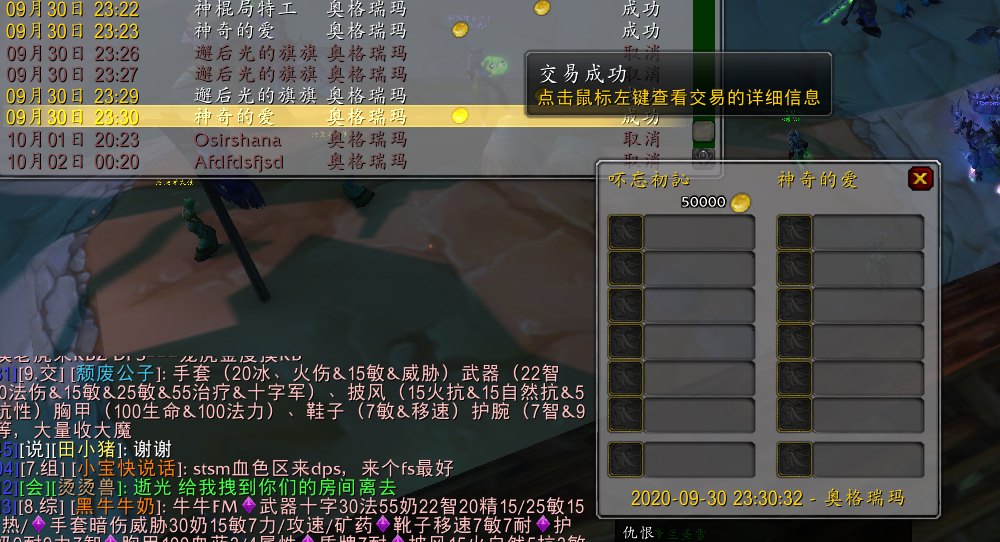 09月30日 23:22 神棍局特工 奥格瑞玛 成功
09月30日 23:23 神奇的爱 奥格瑞玛 成功
09月30日 23:26 邂后光的旗旗 奥格瑞玛 取消
09月30日 23:27 邂后光的旗旗 奥格瑞玛
09月30日 23:29 邂后光的旗旗 奥格瑞玛
09月30日 23:30 神奇的爱 奥格瑞玛 成功
10月01日 20:23 Osirshana 奥格瑞玛 取消
10月02日 00:20 Afdfdsfjsd 奥格瑞玛 取消
交易成功
点击鼠标左键查看交易的详细信息
吥忘初訫 神奇的爱
50000
2020-09-30 23:30:32 - 奥格瑞玛
[9.交] [颓废公子]: 手套（20冰、火伤&15敏&威胁）武器（22智
0法伤&15敏&25敏&55治疗&十字军）、披风（15火抗&15自然抗&5
抗性）胸甲（100生命&100法力）、鞋子（7敏&移速）护腕（7智&9
等，大量收大魔
[说][田小猪]: 谢谢
[7.组] [小宝快说话]: stsm血色区来dps，来个fs最好
[会][烫烫兽]: 逝光 给我拽到你们的房间离去
[8.综] [黑牛牛奶]: 牛牛FM 武器十字30法55奶22智20精15/25敏15
热/ 手套暗伤威胁30奶15敏7力/攻速/矿药 靴子移速7敏7耐 护
仇恨